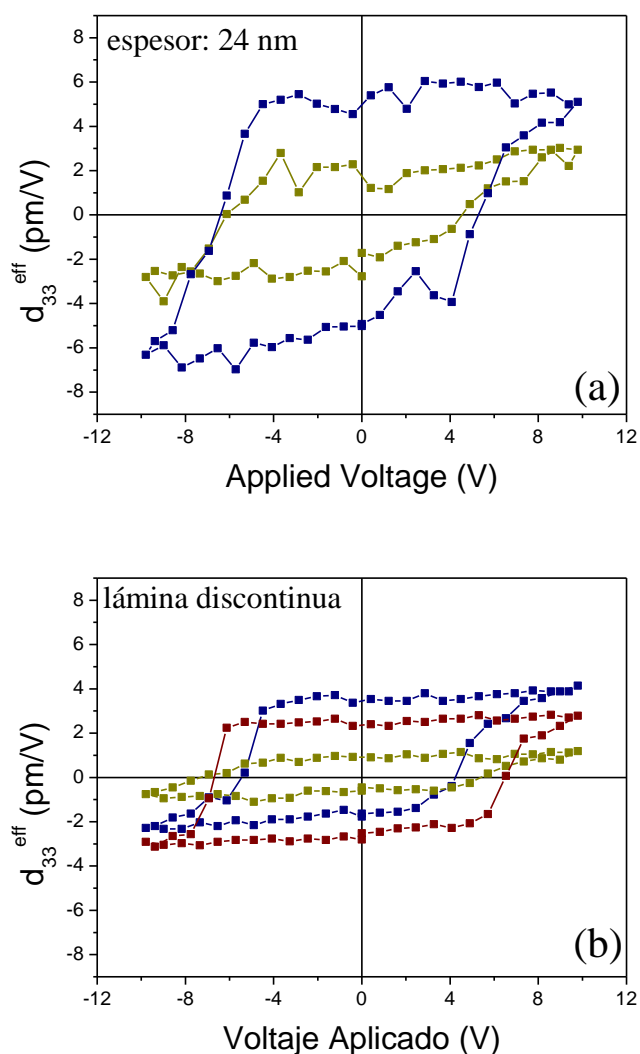 espesor: 24 nm
8
6
4
2
0
-2
-4
-6
-8
d₃₃ᵉᶠᶠ (pm/V)
(a)
-12 -8 -4 0 4 8 12
Applied Voltage (V)
lámina discontinua
8
6
4
2
0
-2
-4
-6
-8
d₃₃ᵉᶠᶠ (pm/V)
(b)
-12 -8 -4 0 4 8 12
Voltaje Aplicado (V)